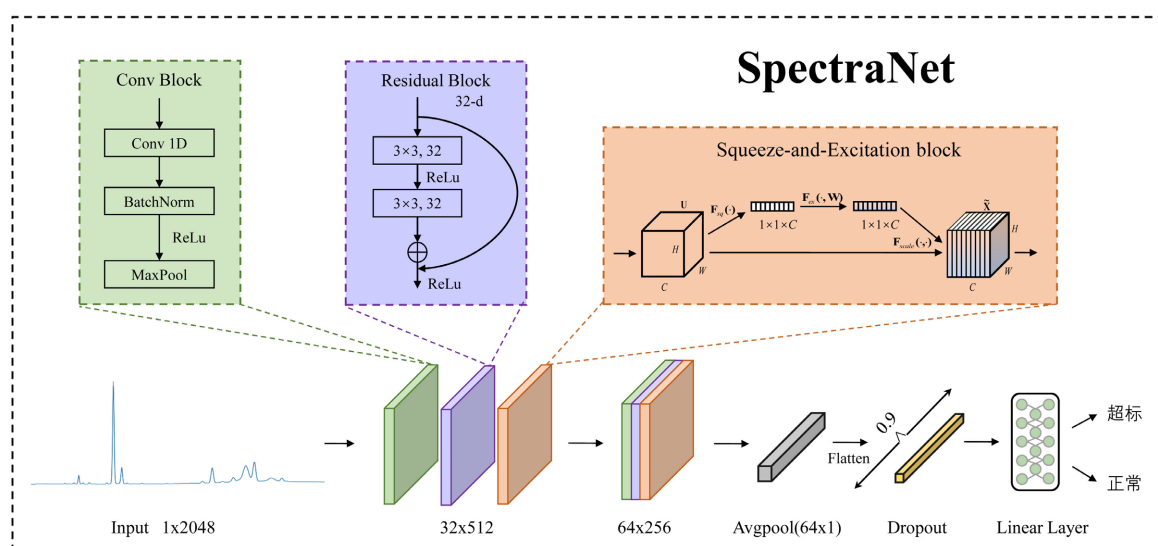 SpectraNet
Conv Block
Conv 1D
BatchNorm
ReLu
MaxPool
Residual Block
32-d
3×3, 32
ReLu
3×3, 32
ReLu
Squeeze-and-Excitation block
U
H
W
C
F_sq(·)
1×1×C
F_ex(·, W)
1×1×C
F_scale(·,·)
X̃
H
W
C
0.9
Flatten
超标
正常
Input 1x2048
32x512
64x256
Avgpool(64x1)
Dropout
Linear Layer